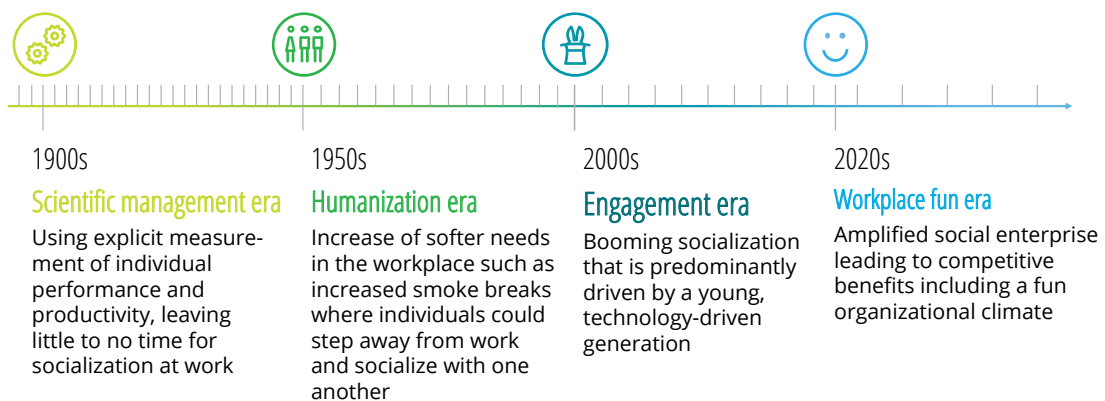 1900s
Scientific management era
Using explicit measure-
ment of individual
performance and
productivity, leaving
little to no time for
socialization at work
1950s
Humanization era
Increase of softer needs
in the workplace such as
increased smoke breaks
where individuals could
step away from work
and socialize with one
another
2000s
Engagement era
Booming socialization
that is predominantly
driven by a young,
technology-driven
generation
2020s
Workplace fun era
Amplified social enterprise
leading to competitive
benefits including a fun
organizational climate